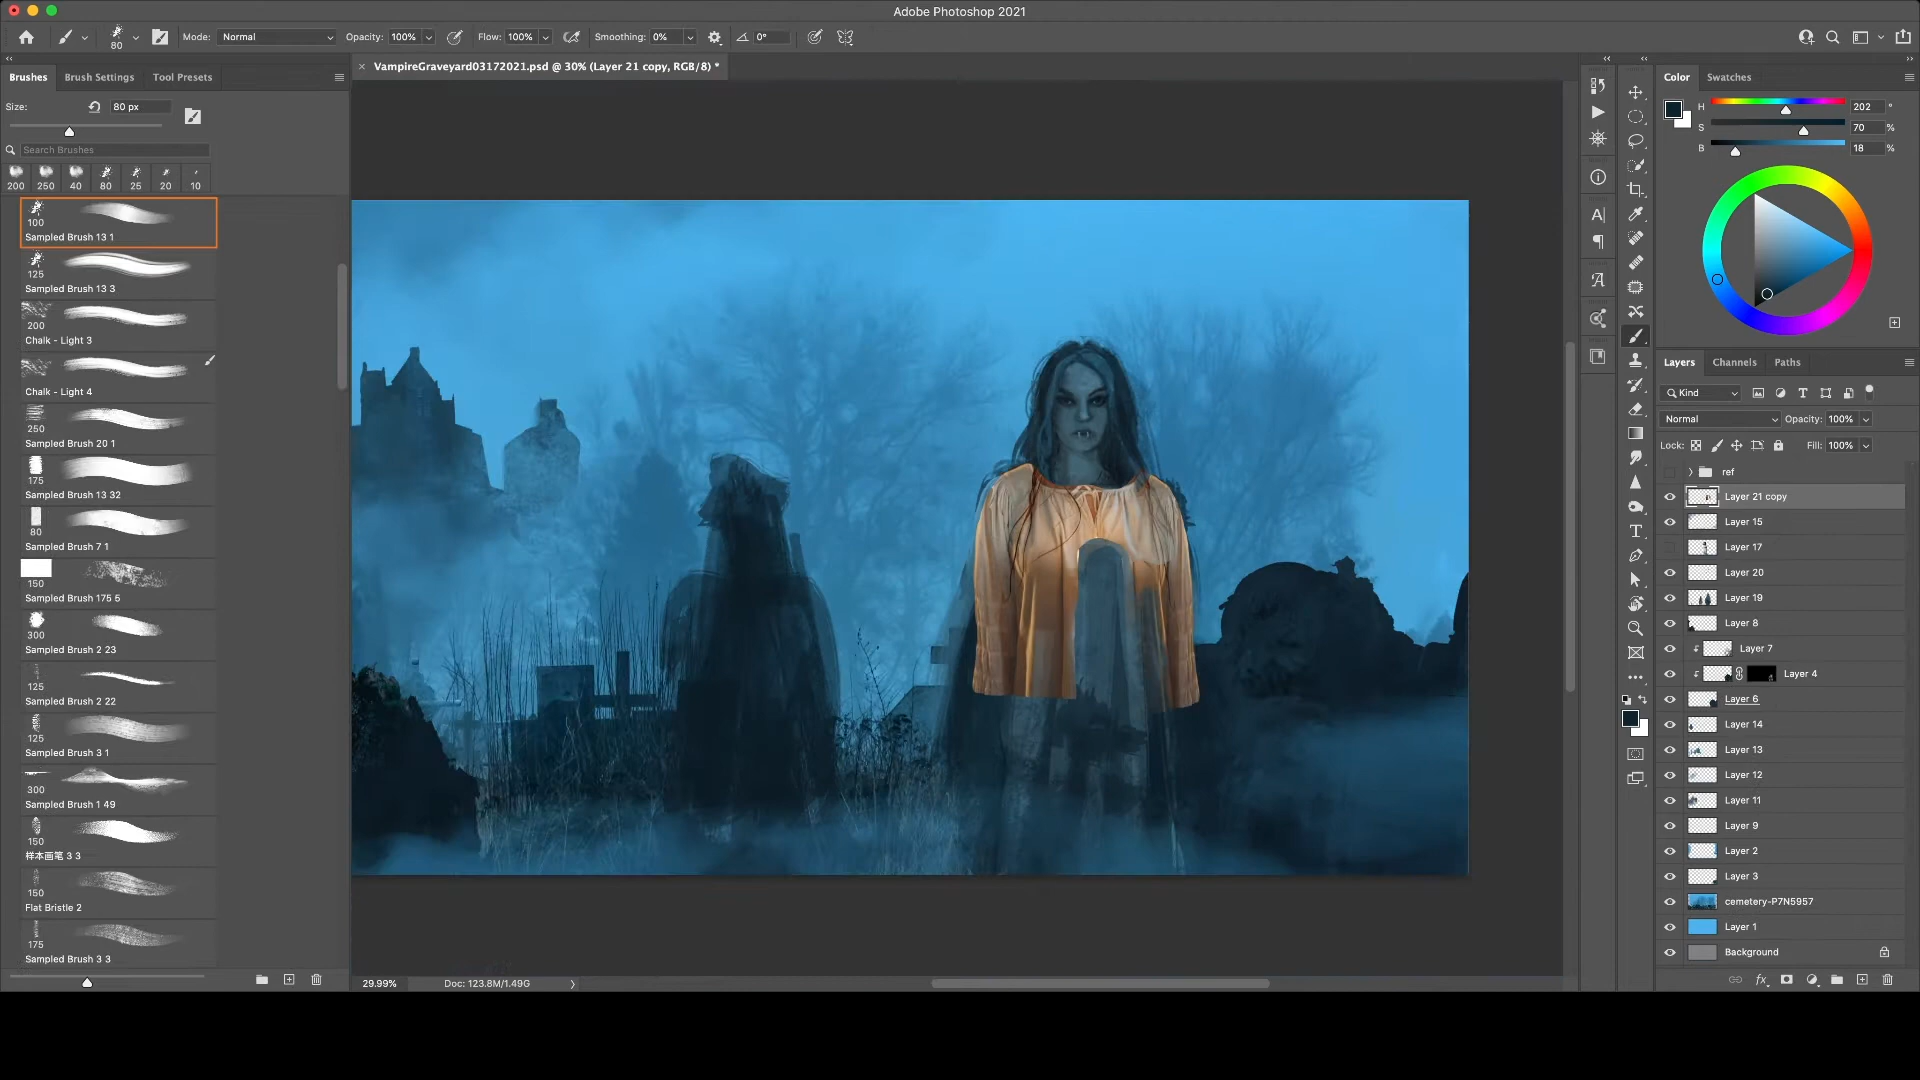 Adobe Photoshop 2021
80
Mode: Normal
Opacity: 100%
Flow: 100%
Smoothing: 0%
0°
Brushes
Brush Settings
Tool Presets
VampireGraveyard03172021.psd @ 30% (Layer 21 copy, RGB/8) *
Size: 80 px
Search Brushes
200 250 40 80 25 20 10
100
Sampled Brush 13 1
125
Sampled Brush 13 3
200
Chalk - Light 3
Chalk - Light 4
250
Sampled Brush 20 1
175
Sampled Brush 13 32
80
Sampled Brush 7 1
150
Sampled Brush 175 5
300
Sampled Brush 2 23
125
Sampled Brush 2 22
125
Sampled Brush 3 1
300
Sampled Brush 1 49
150
样本画笔 3 3
150
Flat Bristle 2
175
Sampled Brush 3 3
29.99%
Doc: 123.8M/1.49G
Color
Swatches
H 202 °
S 70 %
B 18 %
Layers
Channels
Paths
Kind
Normal
Opacity: 100%
Lock:
Fill: 100%
ref
Layer 21 copy
Layer 15
Layer 17
Layer 20
Layer 19
Layer 8
Layer 7
Layer 4
Layer 6
Layer 14
Layer 13
Layer 12
Layer 11
Layer 9
Layer 2
Layer 3
cemetery-P7N5957
Layer 1
Background
fx